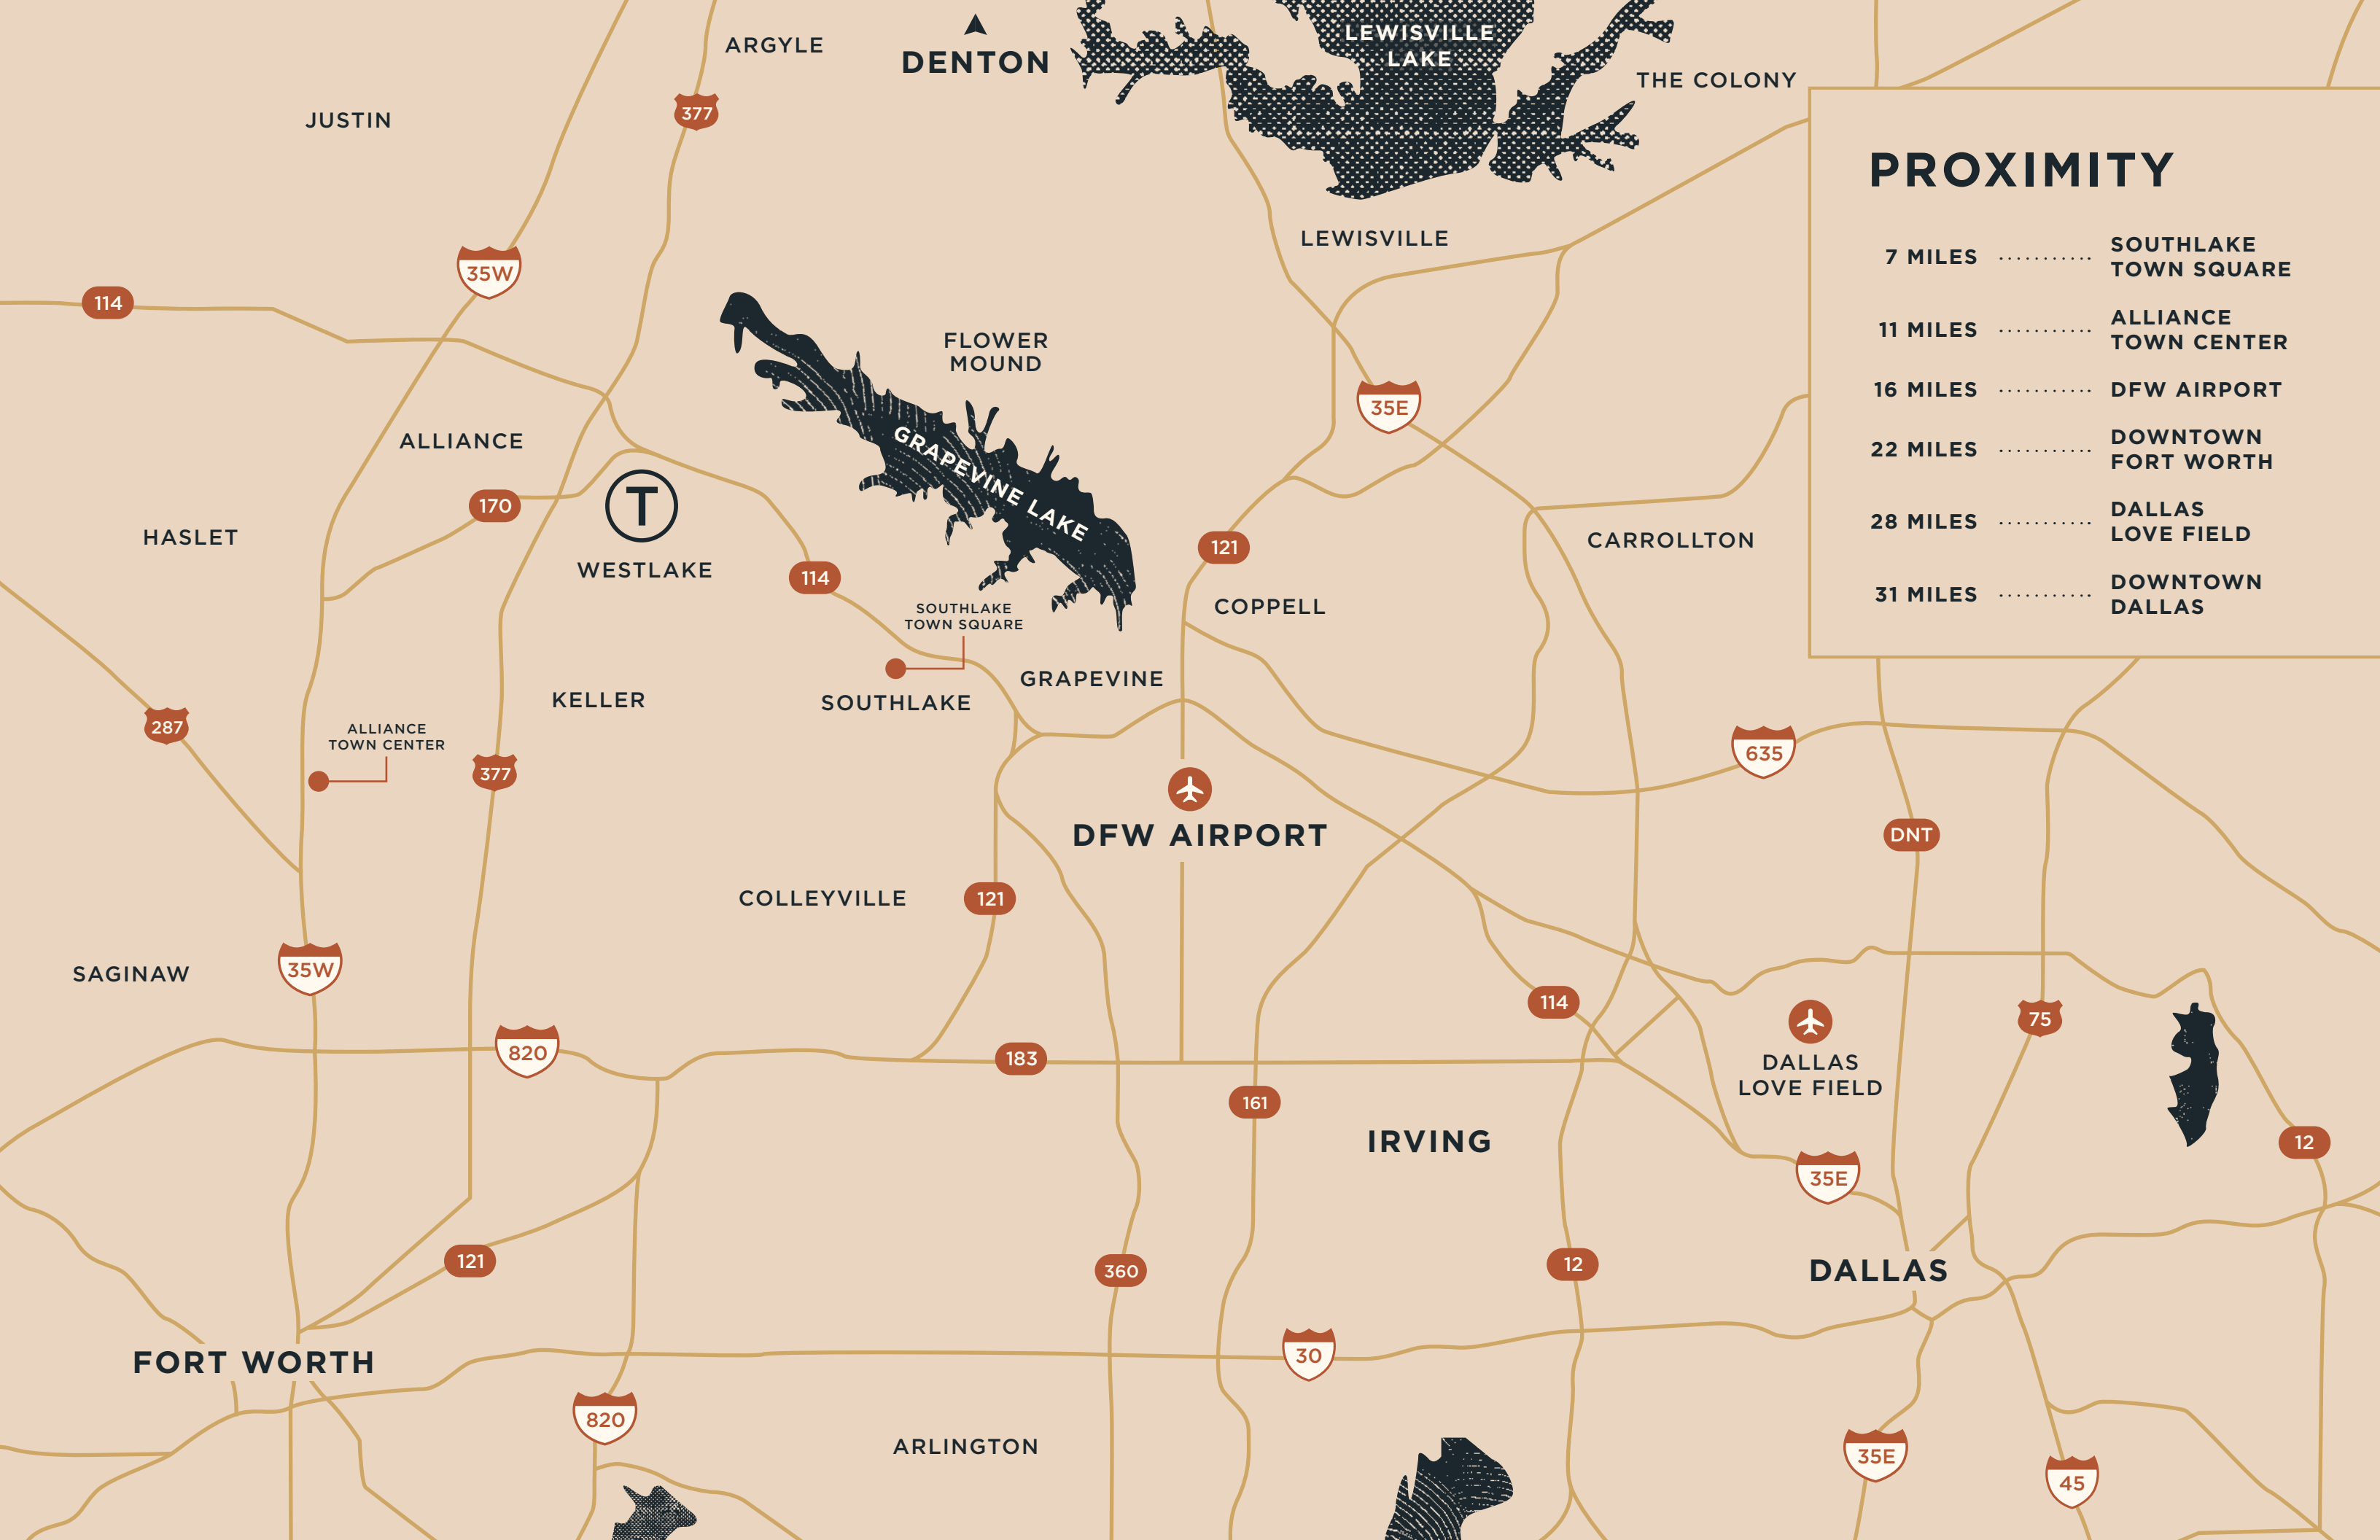 ARGYLE
DENTON
LEWISVILLE
LAKE
THE COLONY
377
JUSTIN
PROXIMITY
7 MILES ........... SOUTHLAKE
TOWN SQUARE
11 MILES ........... ALLIANCE
TOWN CENTER
16 MILES ........... DFW AIRPORT
22 MILES ........... DOWNTOWN
FORT WORTH
28 MILES ........... DALLAS
LOVE FIELD
31 MILES ........... DOWNTOWN
DALLAS
LEWISVILLE
35W
114
FLOWER
MOUND
35E
ALLIANCE
GRAPEVINE LAKE
170
T
HASLET
WESTLAKE
121
CARROLLTON
114
COPPELL
SOUTHLAKE
TOWN SQUARE
GRAPEVINE
KELLER
SOUTHLAKE
287
ALLIANCE
TOWN CENTER
377
635
DFW AIRPORT
DNT
COLLEYVILLE
121
SAGINAW
35W
114
75
820
183
DALLAS
LOVE FIELD
161
IRVING
12
35E
121
360
12
DALLAS
FORT WORTH
30
820
ARLINGTON
35E
45